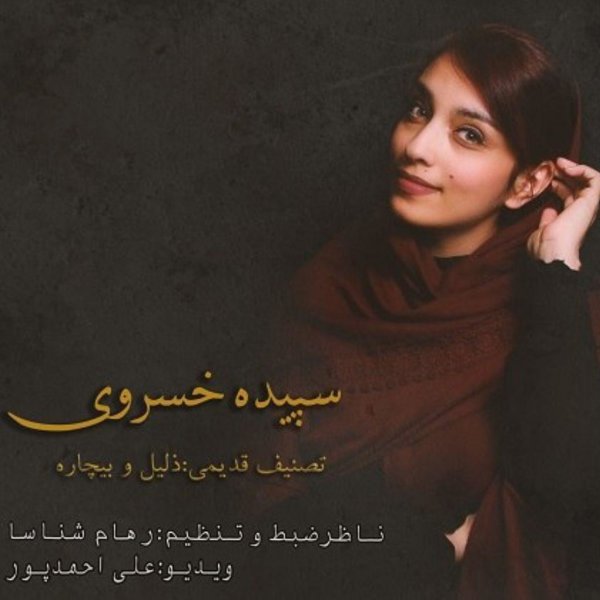 سپیده خسروی
تصنیف قدیمی:ذلیل و بیچاره
ناظرضبط و تنظیم:رهام شناسا
ویدیو:علی احمدپور